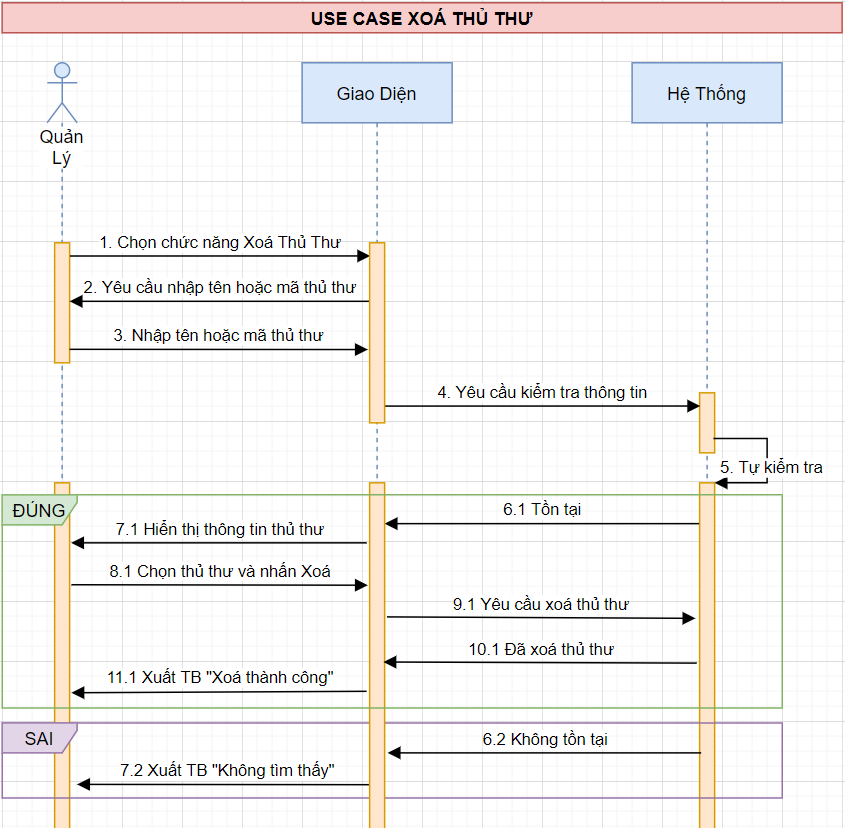 USE CASE XOÁ THỦ THƯ
Giao Diện
Hệ Thống
Quản
Lý
1. Chọn chức năng Xoá Thủ Thư
2. Yêu cầu nhập tên hoặc mã thủ thư
3. Nhập tên hoặc mã thủ thư
4. Yêu cầu kiểm tra thông tin
5. Tự kiểm tra
ĐÚNG
6.1 Tồn tại
7.1 Hiển thị thông tin thủ thư
8.1 Chọn thủ thư và nhấn Xoá
9.1 Yêu cầu xoá thủ thư
10.1 Đã xoá thủ thư
11.1 Xuất TB "Xoá thành công"
SAI
6.2 Không tồn tại
7.2 Xuất TB "Không tìm thấy"